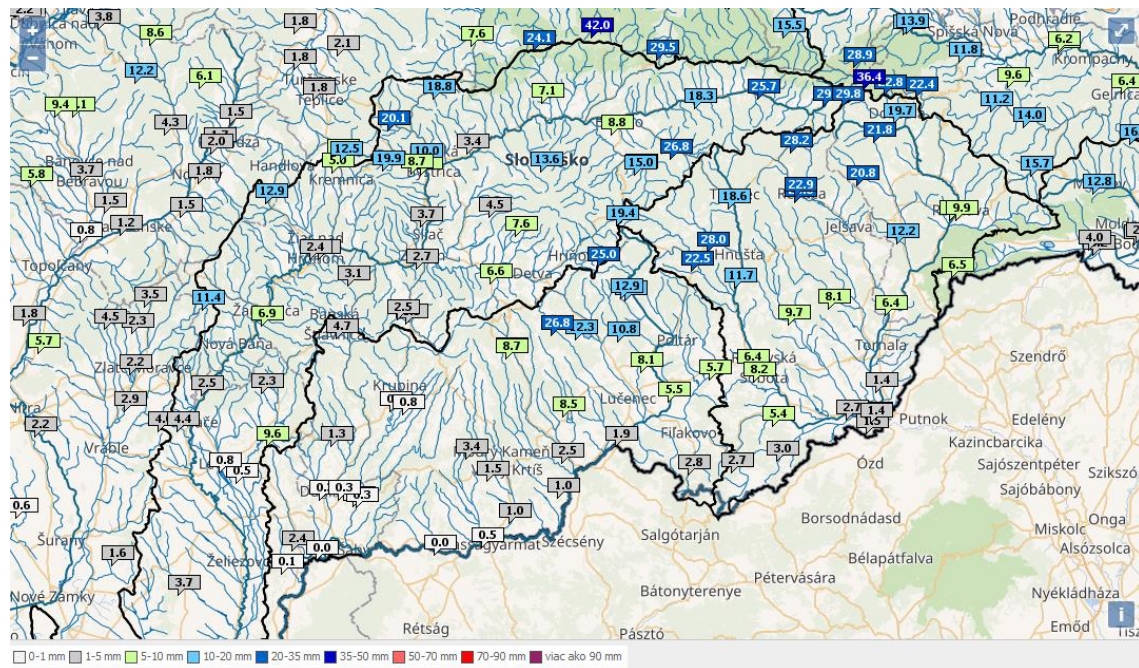 2.2
3.8
8.6
1.8
2.1
7.6
24.1
42.0
29.5
15.5
13.9
Podhradie
Spišská Nová
11.8
6.2
Krompachy
+
−
12.2
6.1
1.8
1.8
Teplice
18.8
7.1
18.3
25.7
28.9
36.4
22.4
9.6
6.4
9.4
1.5
4.3
2.0
20.1
8.8
29.8
19.7
21.8
11.2
14.0
12.5
19.9
10.0
8.7
3.4
13.6
15.0
26.8
28.2
Handlová
Kremnica
5.8
3.7
Bánovce nad
Bebravou
1.8
12.9
18.6
22.9
20.8
15.7
12.8
1.5
1.5
1.2
0.8
3.7
4.5
7.6
19.4
9.9
Jelšava
12.2
Topoľčany
2.4
2.7
Detva
6.6
25.0
28.0
22.5
Hnúšťa
11.7
6.5
4.0
3.1
12.9
3.5
11.4
1.8
4.5
2.3
6.9
2.5
4.7
Banská
26.8
10.8
9.7
8.1
6.4
5.7
Nová Baňa
8.7
Poltár
8.1
Tornaľa
Szendrő
2.2
Zlaté Moravce
2.5
2.3
Krupina
0.8
5.7
6.4
8.2
1.4
2.9
5.5
Lučenec
8.5
5.4
2.7
1.4
Putnok
Edelény
2.2
4.4
Vráble
9.6
1.3
1.9
Fiľakovo
3.0
Kazincbarcika
3.4
2.5
2.8
2.7
Ózd
Sajószentpéter
Szikszó
0.8
0.5
1.5
Krtíš
1.0
Sajóbábony
0.6
0.3
1.0
Borsodnádasd
Onga
Miskolc
Šurany
1.6
2.4
0.0
0.0
0.5
Szécsény
Salgótarján
Alsózsolca
Želiezovce
0.1
Bélapátfalva
3.7
Pétervására
Nové Zámky
Bátonyterenye
Nyékládháza
Rétság
Pásztó
Emőd
i
0-1 mm 1-5 mm 5-10 mm 10-20 mm 20-35 mm 35-50 mm 50-70 mm 70-90 mm viac ako 90 mm